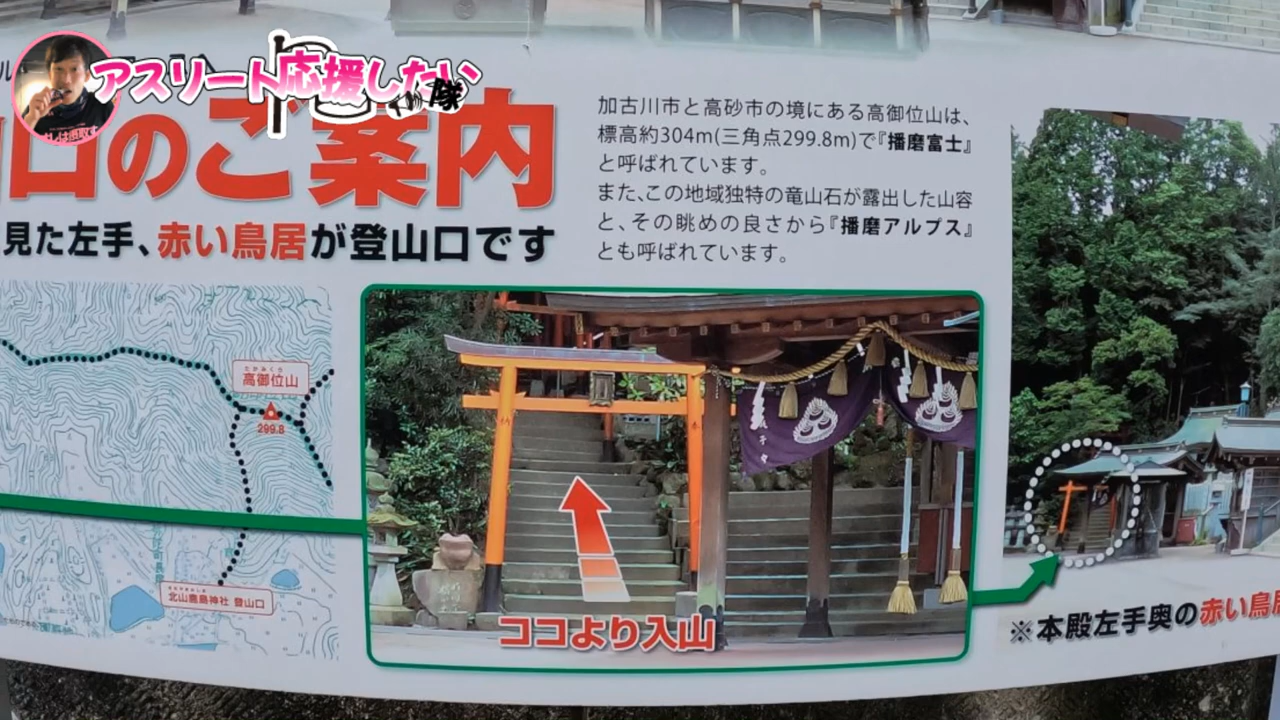 アスリート応援したい隊
口のご案内
見た左手、赤い鳥居が登山口です
加古川市と高砂市の境にある高御位山は、
標高約304m(三角点299.8m)で『播磨富士』
と呼ばれています。
また、この地域独特の竜山石が露出した山容
と、その眺めの良さから『播磨アルプス』
とも呼ばれています。
たかみくら
高御位山
299.8
北山鹿島神社 登山口
ココより入山
※本殿左手奥の赤い鳥居